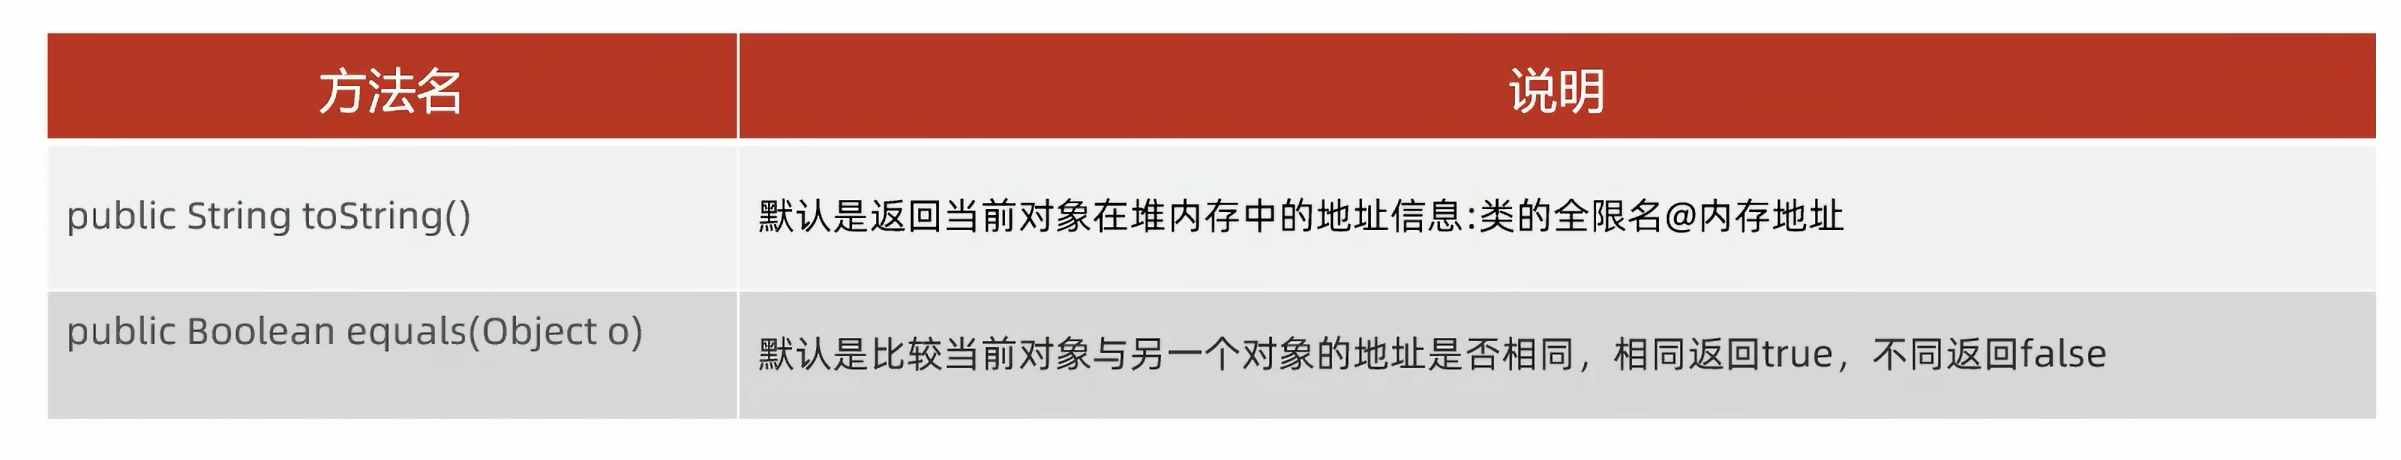 方法名
说明
public String toString()
默认是返回当前对象在堆内存中的地址信息:类的全限名@内存地址
public Boolean equals(Object o)
默认是比较当前对象与另一个对象的地址是否相同，相同返回true，不同返回false